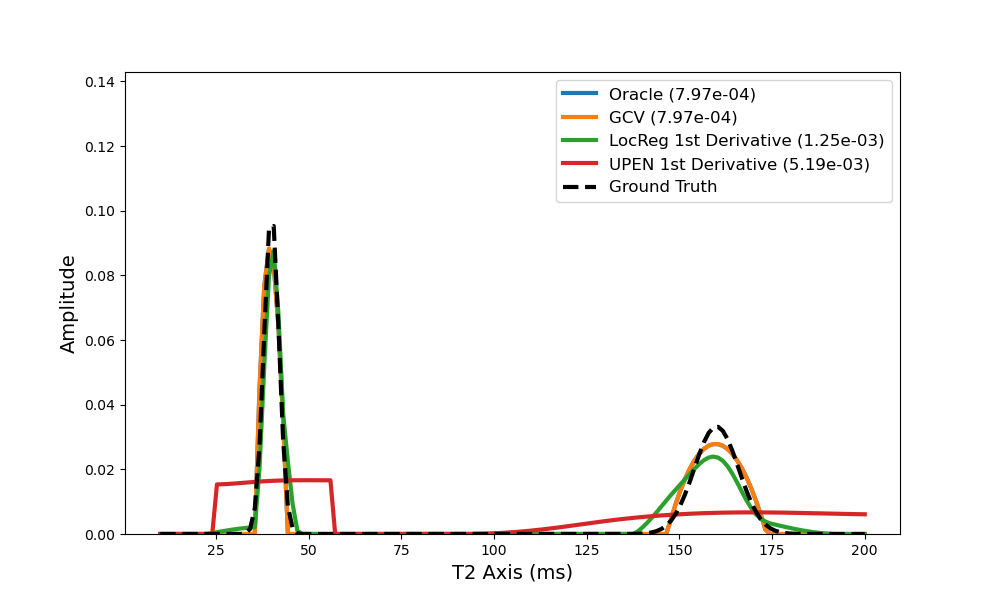 Oracle (7.97e-04)
GCV (7.97e-04)
LocReg 1st Derivative (1.25e-03)
UPEN 1st Derivative (5.19e-03)
Ground Truth
Amplitude
0.14
0.12
0.10
0.08
0.06
0.04
0.02
0.00
25 50 75 100 125 150 175 200
T2 Axis (ms)